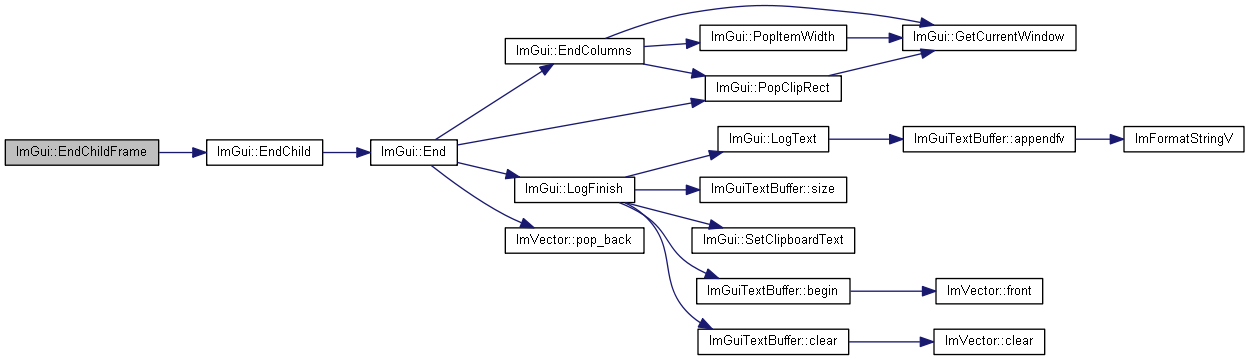 ImGui::EndChildFrame
ImGui::EndChild
ImGui::End
ImGui::EndColumns
ImGui::PopItemWidth
ImGui::GetCurrentWindow
ImGui::PopClipRect
ImGui::LogFinish
ImGui::LogText
ImGuiTextBuffer::appendfv
ImFormatStringV
ImGuiTextBuffer::size
ImGui::SetClipboardText
ImGuiTextBuffer::begin
ImVector::front
ImGuiTextBuffer::clear
ImVector::clear
ImVector::pop_back